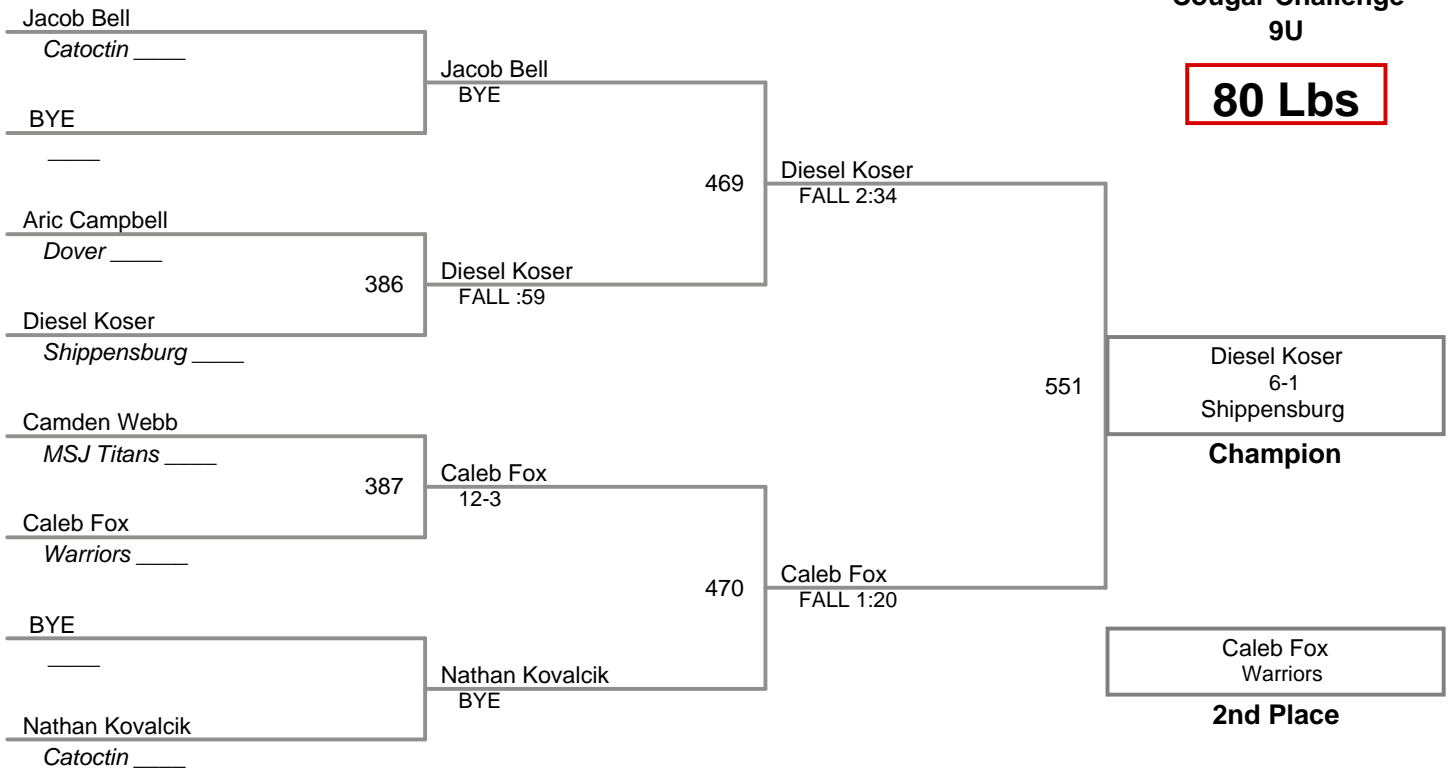 Cougar Challenge
9U
80 Lbs
Jacob Bell
Catoctin ____
BYE
____
Aric Campbell
Dover ____
Diesel Koser
Shippensburg ____
Camden Webb
MSJ Titans ____
Caleb Fox
Warriors ____
BYE
____
Nathan Kovalcik
Catoctin ____
386
387
Jacob Bell
BYE
Diesel Koser
FALL :59
Caleb Fox
12-3
Nathan Kovalcik
BYE
469
470
Diesel Koser
FALL 2:34
Caleb Fox
FALL 1:20
551
Diesel Koser
6-1
Shippensburg
Champion
Caleb Fox
Warriors
2nd Place